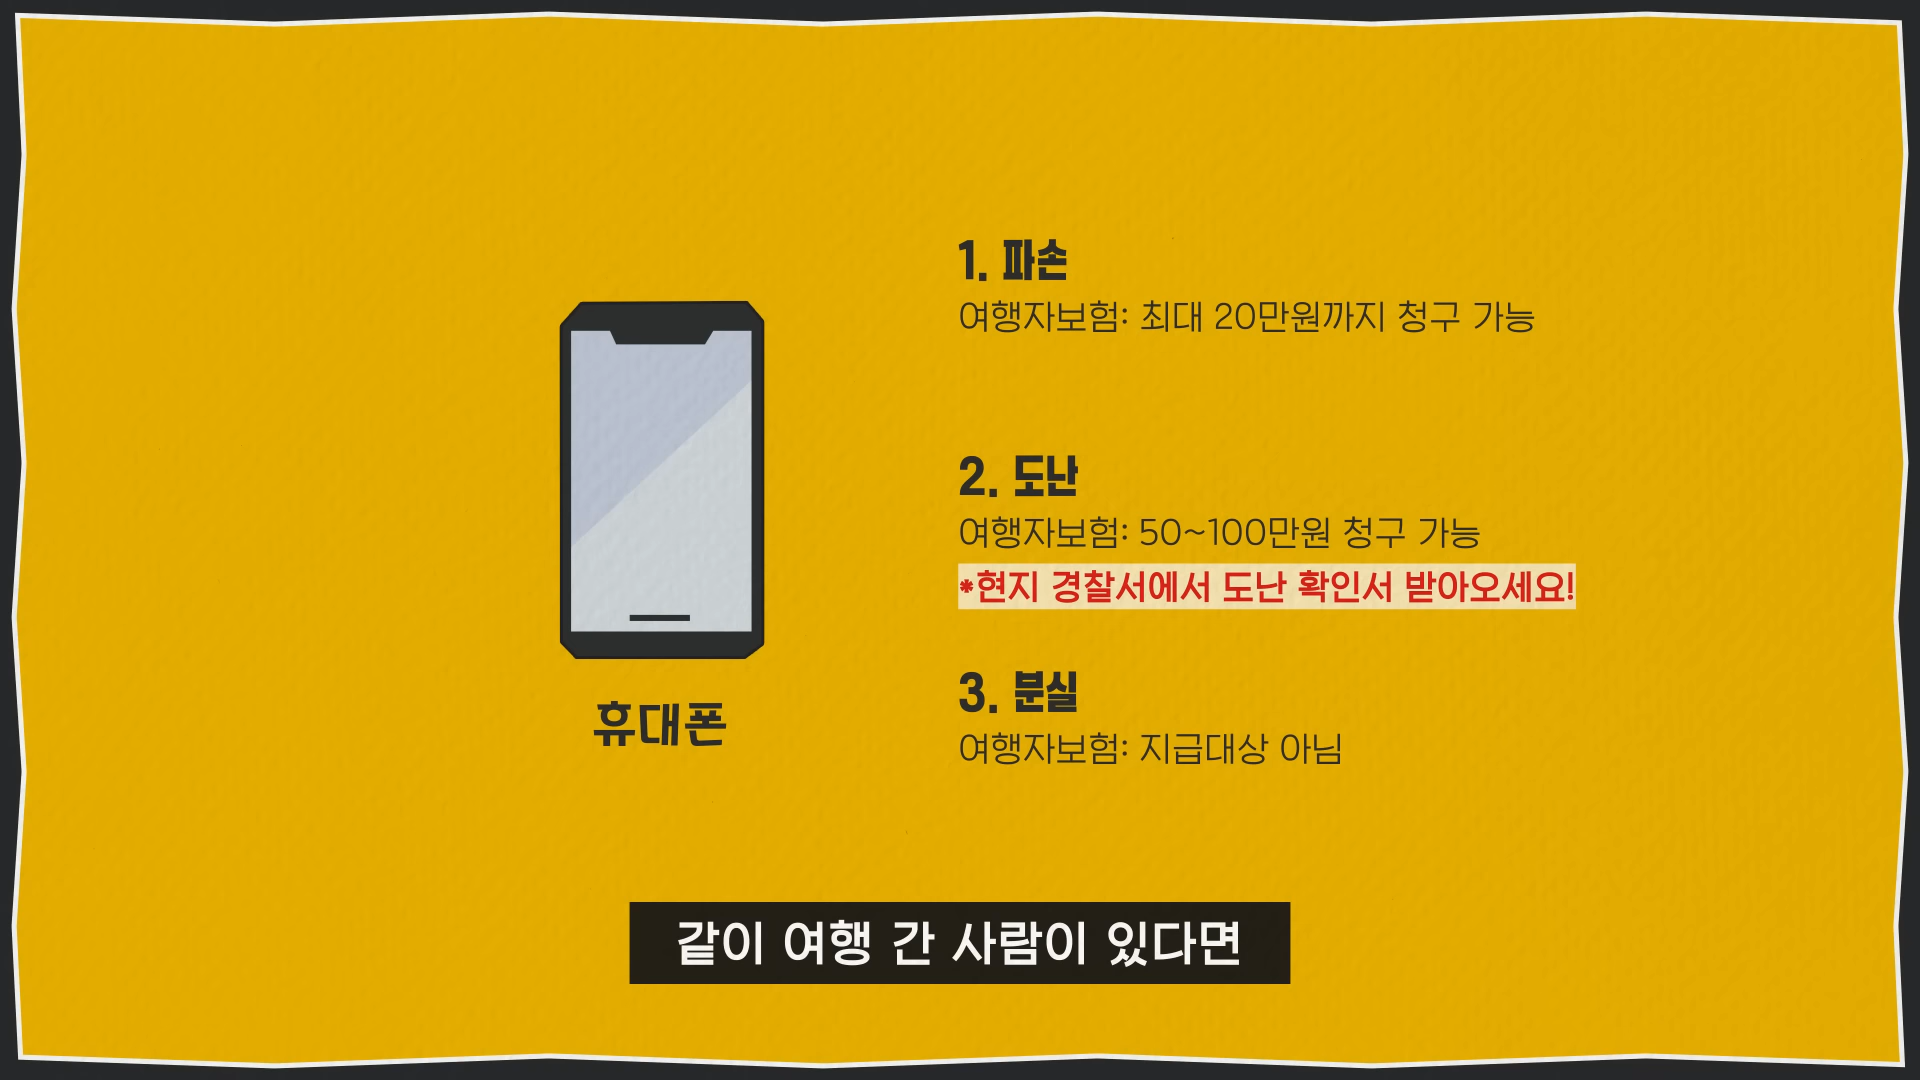 1. 파손
여행자보험: 최대 20만원까지 청구 가능
2. 도난
여행자보험: 50~100만원 청구 가능
*현지 경찰서에서 도난 확인서 받아오세요!
3. 분실
여행자보험: 지급대상 아님
휴대폰
같이 여행 간 사람이 있다면